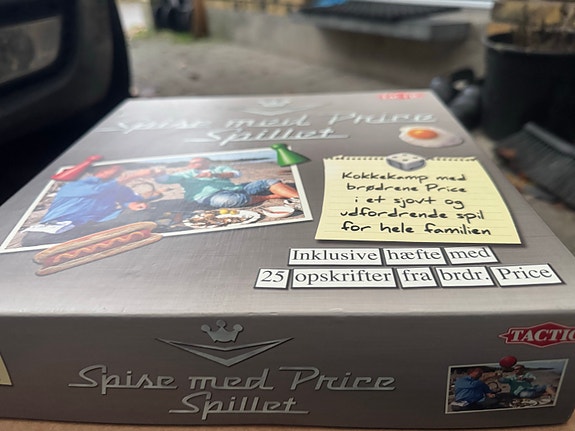 TACTIC
Spise med Price
Spillet
Kokkekamp med
brødrene Price
i et sjovt og
udfordrende spil
for hele familien
Inklusive hæfte med
25 opskrifter fra brdr. Price
TACTIC
Spise med Price
Spillet